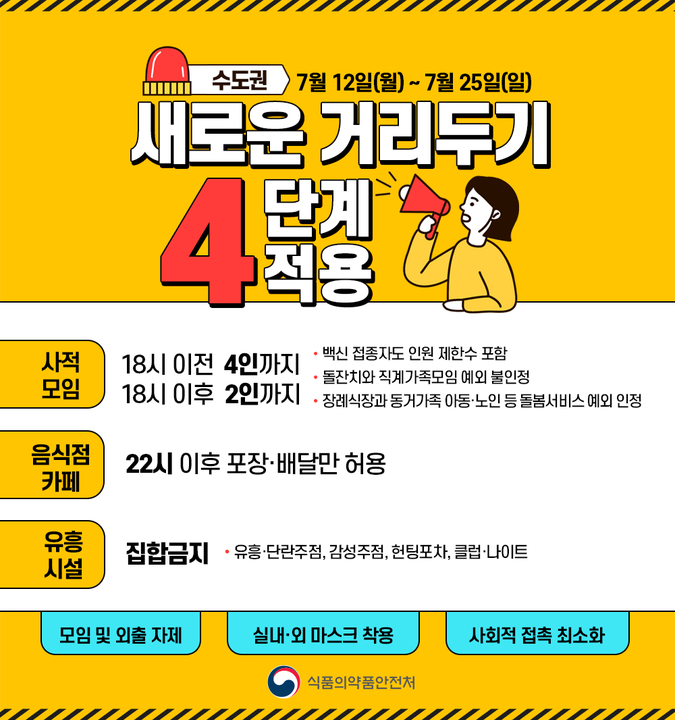 수도권 7월 12일(월) ~ 7월 25일(일)
새로운 거리두기
4단계
적용
사적
모임
18시 이전 4인까지
18시 이후 2인까지
• 백신 접종자도 인원 제한수 포함
• 돌잔치와 직계가족모임 예외 불인정
• 장례식장과 동거가족 아동·노인 등 돌봄서비스 예외 인정
음식점
카페
22시 이후 포장·배달만 허용
유흥
시설
집합금지
• 유흥·단란주점, 감성주점, 헌팅포차, 클럽·나이트
모임 및 외출 자제
실내·외 마스크 착용
사회적 접촉 최소화
식품의약품안전처